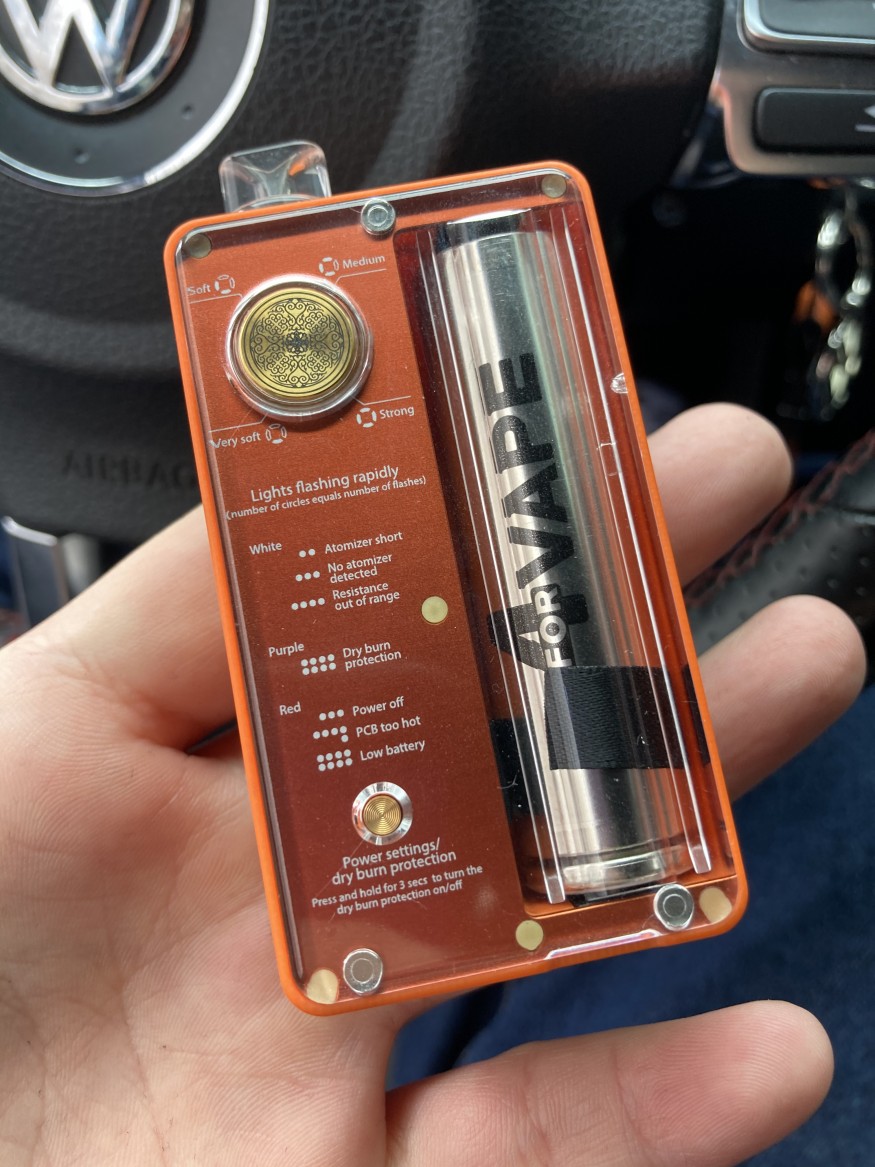 Soft
Medium
Very soft
Strong
Lights flashing rapidly
(number of circles equals number of flashes)
White
Atomizer short
No atomizer
detected
Resistance
out of range
Purple
Dry burn
protection
Red
Power off
PCB too hot
Low battery
Power settings/
dry burn protection
Press and hold for 3 secs to turn the
dry burn protection on/off
4
FOR
VAPE
AIRBAG